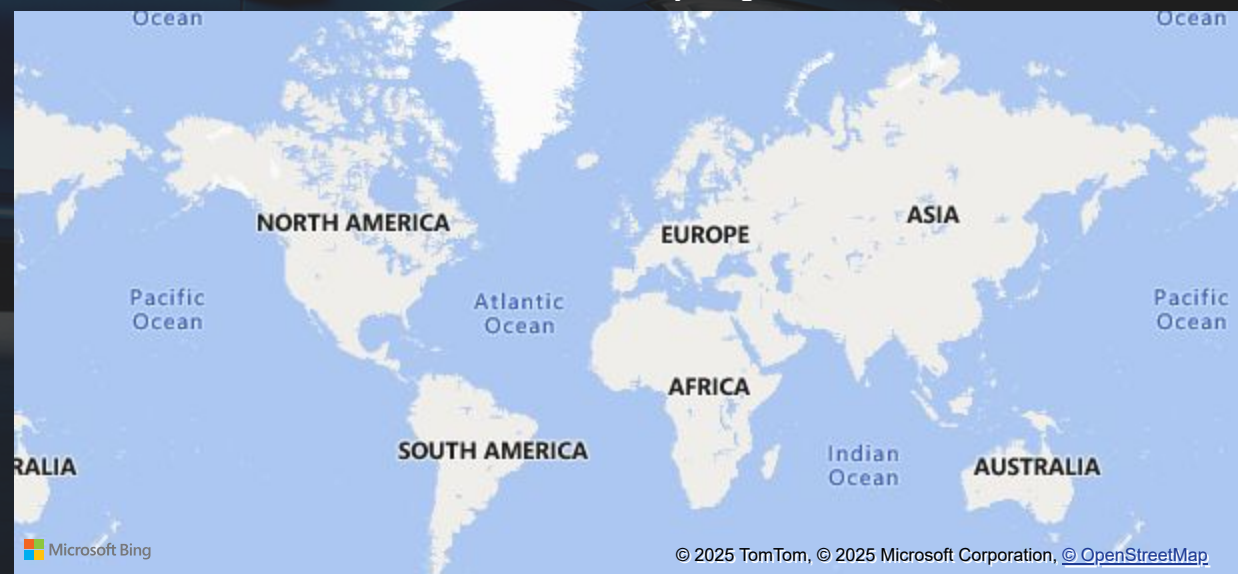 Ocean
Ocean
NORTH AMERICA
EUROPE
ASIA
Pacific
Ocean
Atlantic
Ocean
Pacific
Ocean
AFRICA
SOUTH AMERICA
Indian
Ocean
RALIA
AUSTRALIA
Microsoft Bing
© 2025 TomTom, © 2025 Microsoft Corporation, © OpenStreetMap